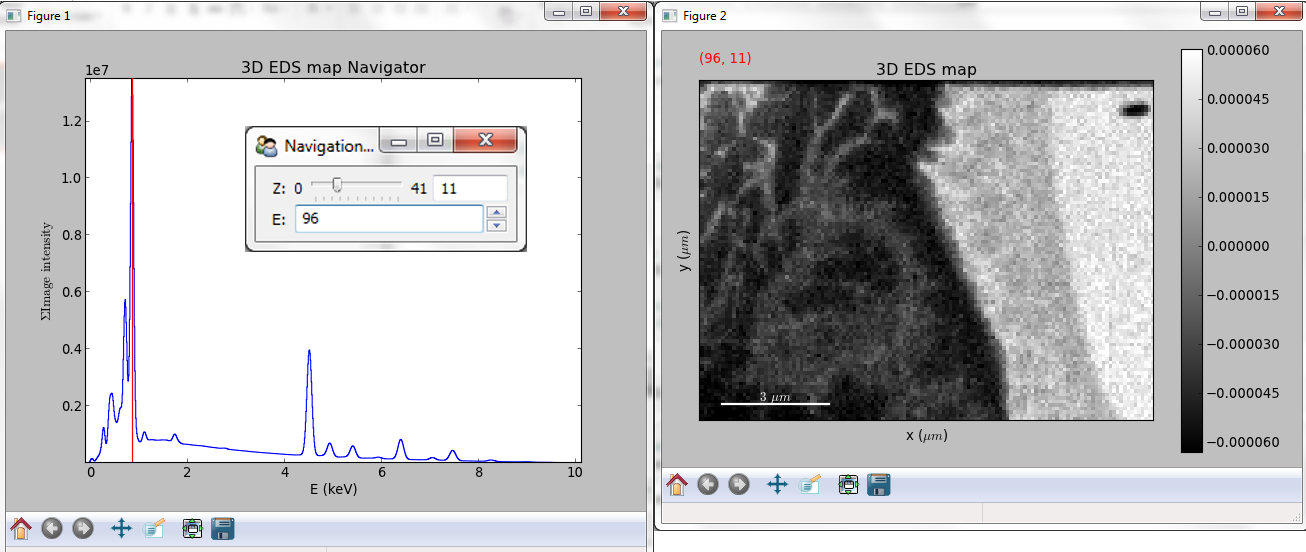 Figure 1
1e7
3D EDS map Navigator
1.2
1.0
0.8
0.6
0.4
0.2
ΣImage intensity
0
2
4
6
8
10
E (keV)
Navigation...
Z: 0 41 11
E: 96
Figure 2
(96, 11)
3D EDS map
y (μm)
3 μm
x (μm)
0.000060
0.000045
0.000030
0.000015
0.000000
−0.000015
−0.000030
−0.000045
−0.000060